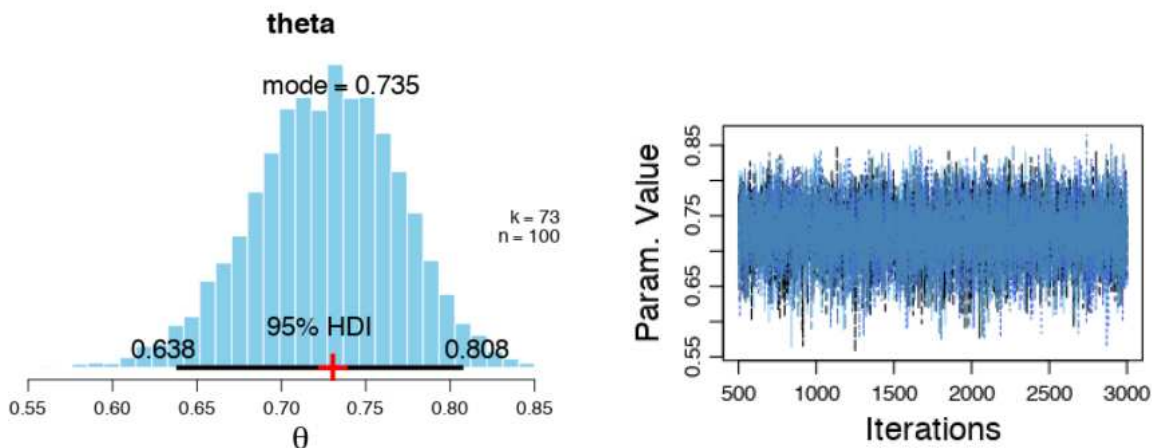 theta
mode = 0.735
k = 73
n = 100
95% HDI
0.638
0.808
0.55 0.60 0.65 0.70 0.75 0.80 0.85
θ
Param. Value
0.55 0.65 0.75 0.85
500 1000 1500 2000 2500 3000
Iterations